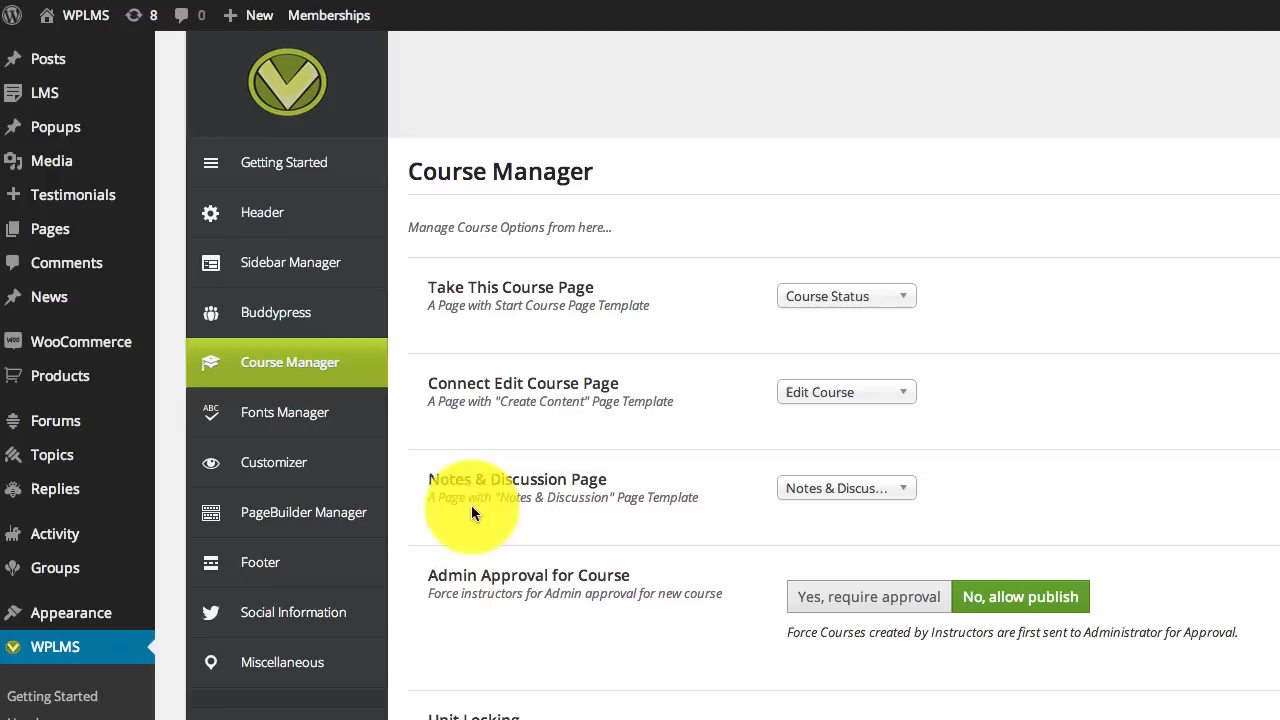 WPLMS 8 0 New Memberships
Posts
LMS
Popups
Media
Testimonials
Pages
Comments
News
WooCommerce
Products
Forums
Topics
Replies
Activity
Groups
Appearance
WPLMS
Getting Started
Getting Started
Header
Sidebar Manager
Buddypress
Course Manager
ABC Fonts Manager
Customizer
PageBuilder Manager
Footer
Social Information
Miscellaneous
Course Manager
Manage Course Options from here...
Take This Course Page
A Page with Start Course Page Template
Course Status
Connect Edit Course Page
A Page with "Create Content" Page Template
Edit Course
Notes & Discussion Page
A Page with "Notes & Discussion" Page Template
Notes & Discus...
Admin Approval for Course
Force instructors for Admin approval for new course
Yes, require approval No, allow publish
Force Courses created by Instructors are first sent to Administrator for Approval.
Unit Locking